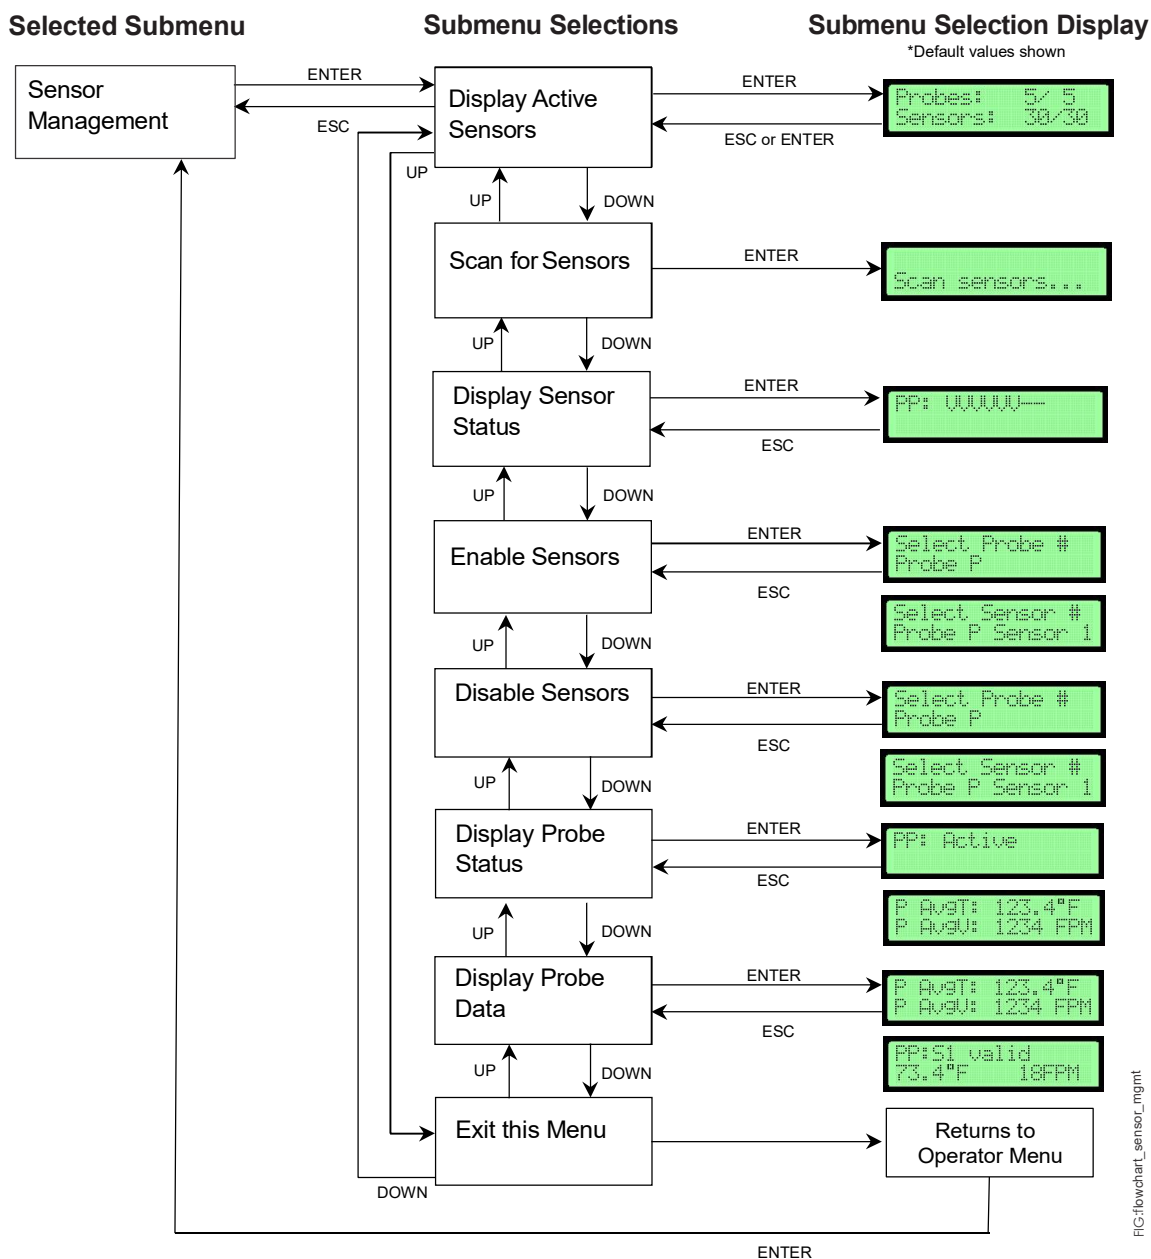 Selected Submenu
Submenu Selections
Submenu Selection Display
*Default values shown
Sensor
Management
ENTER
ESC
Display Active
Sensors
ENTER
ESC or ENTER
Probes: 5/ 5
Sensors: 30/30
UP
UP
DOWN
Scan for Sensors
ENTER
Scan sensors...
UP
DOWN
Display Sensor
Status
ENTER
ESC
PP: VVVVVV--
UP
DOWN
Enable Sensors
ENTER
ESC
Select Probe #
Probe P
Select Sensor #
Probe P Sensor 1
UP
DOWN
Disable Sensors
ENTER
ESC
Select Probe #
Probe P
Select Sensor #
Probe P Sensor 1
UP
DOWN
Display Probe
Status
ENTER
ESC
PP: Active
P AvgT: 123.4°F
P AvgV: 1234 FPM
UP
DOWN
Display Probe
Data
ENTER
ESC
P AvgT: 123.4°F
P AvgV: 1234 FPM
PP:S1 valid
73.4°F 18FPM
UP
DOWN
Exit this Menu
Returns to
Operator Menu
DOWN
ENTER
FIG:flowchart_sensor_mgmt